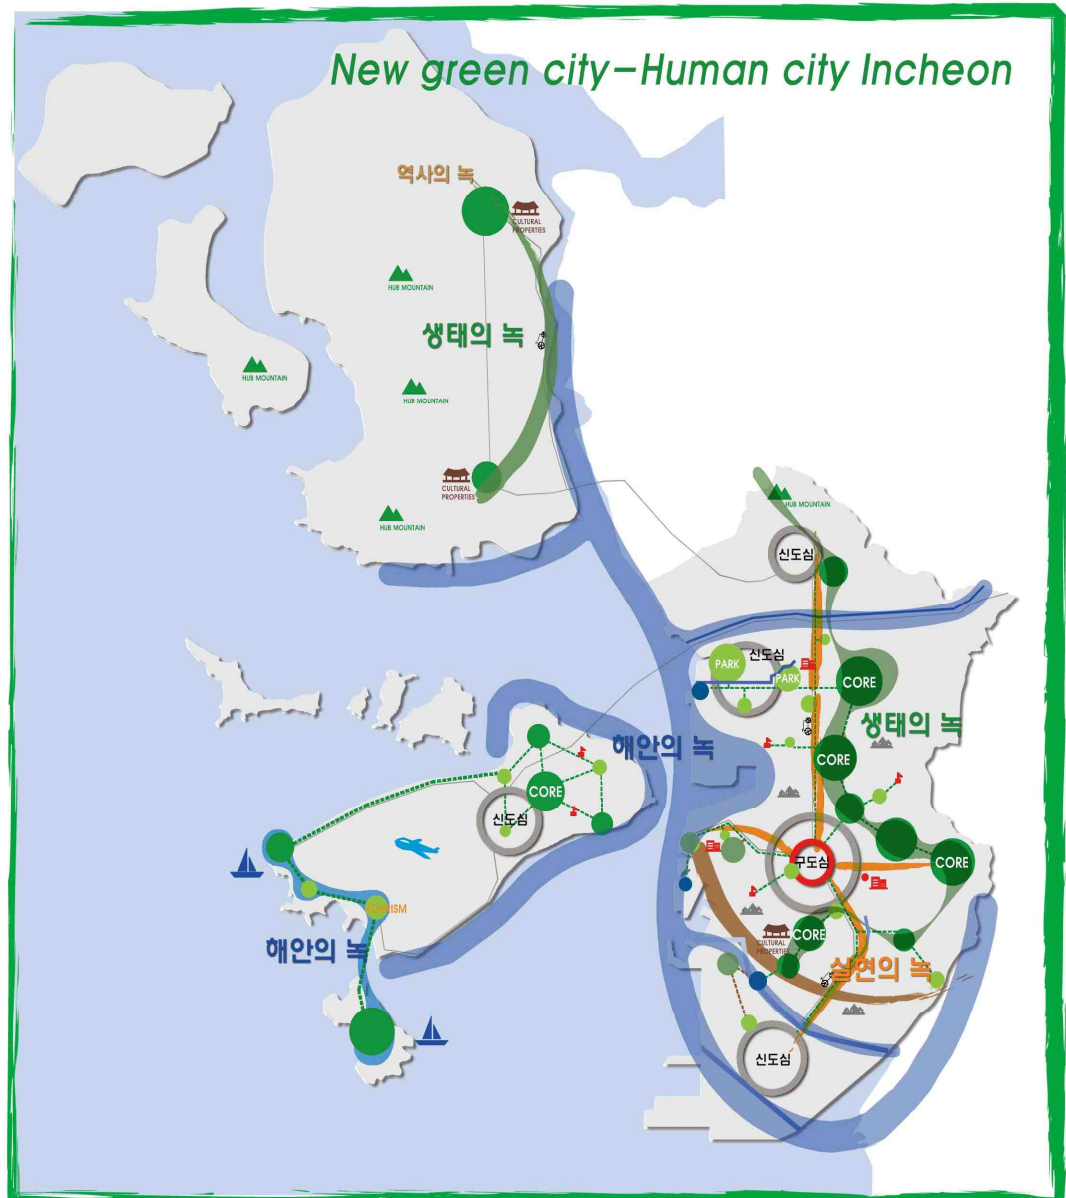 New green city-Human city Incheon
역사의 녹
CULTURAL
PROPERTIES
HUB MOUNTAIN
생태의 녹
HUB MOUNTAIN
HUB MOUNTAIN
CULTURAL
PROPERTIES
HUB MOUNTAIN
HUB MOUNTAIN
신도심
신도심
PARK
PARK
CORE
생태의 녹
해안의 녹
CORE
CORE
신도심
구도심
CORE
TOURISM
해안의 녹
CORE
CULTURAL
PROPERTIES
실현의 녹
신도심